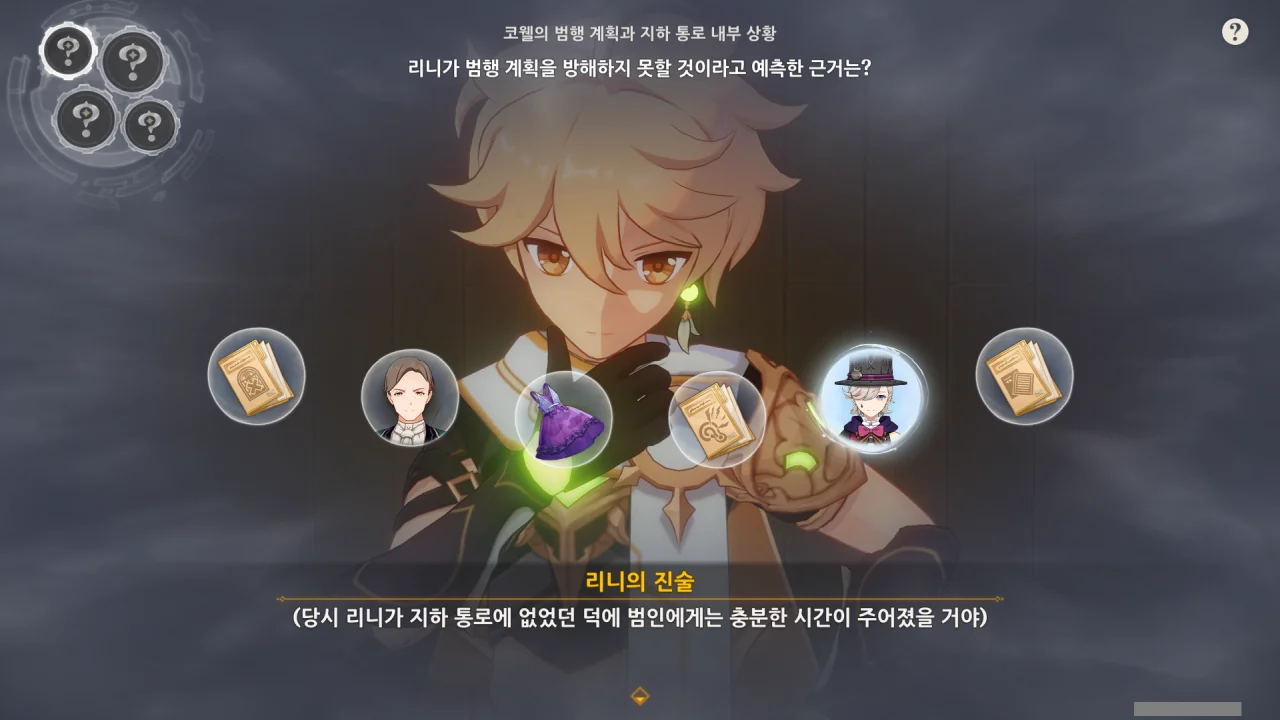 코웰의 범행 계획과 지하 통로 내부 상황
리니가 범행 계획을 방해하지 못할 것이라고 예측한 근거는?
리니의 진술
(당시 리니가 지하 통로에 없었던 덕에 범인에게는 충분한 시간이 주어졌을 거야)